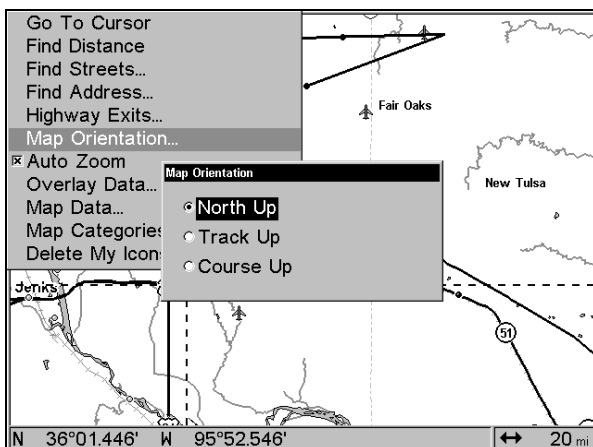 Go To Cursor
Find Distance
Find Streets...
Find Address...
Highway Exits...
Map Orientation...
Auto Zoom
Overlay Data...
Map Data...
Map Categories
Delete My Icon
Map Orientation
North Up
Track Up
Course Up
Fair Oaks
New Tulsa
Jenks
51
N 36°01.446' W 95°52.546'
20 mi